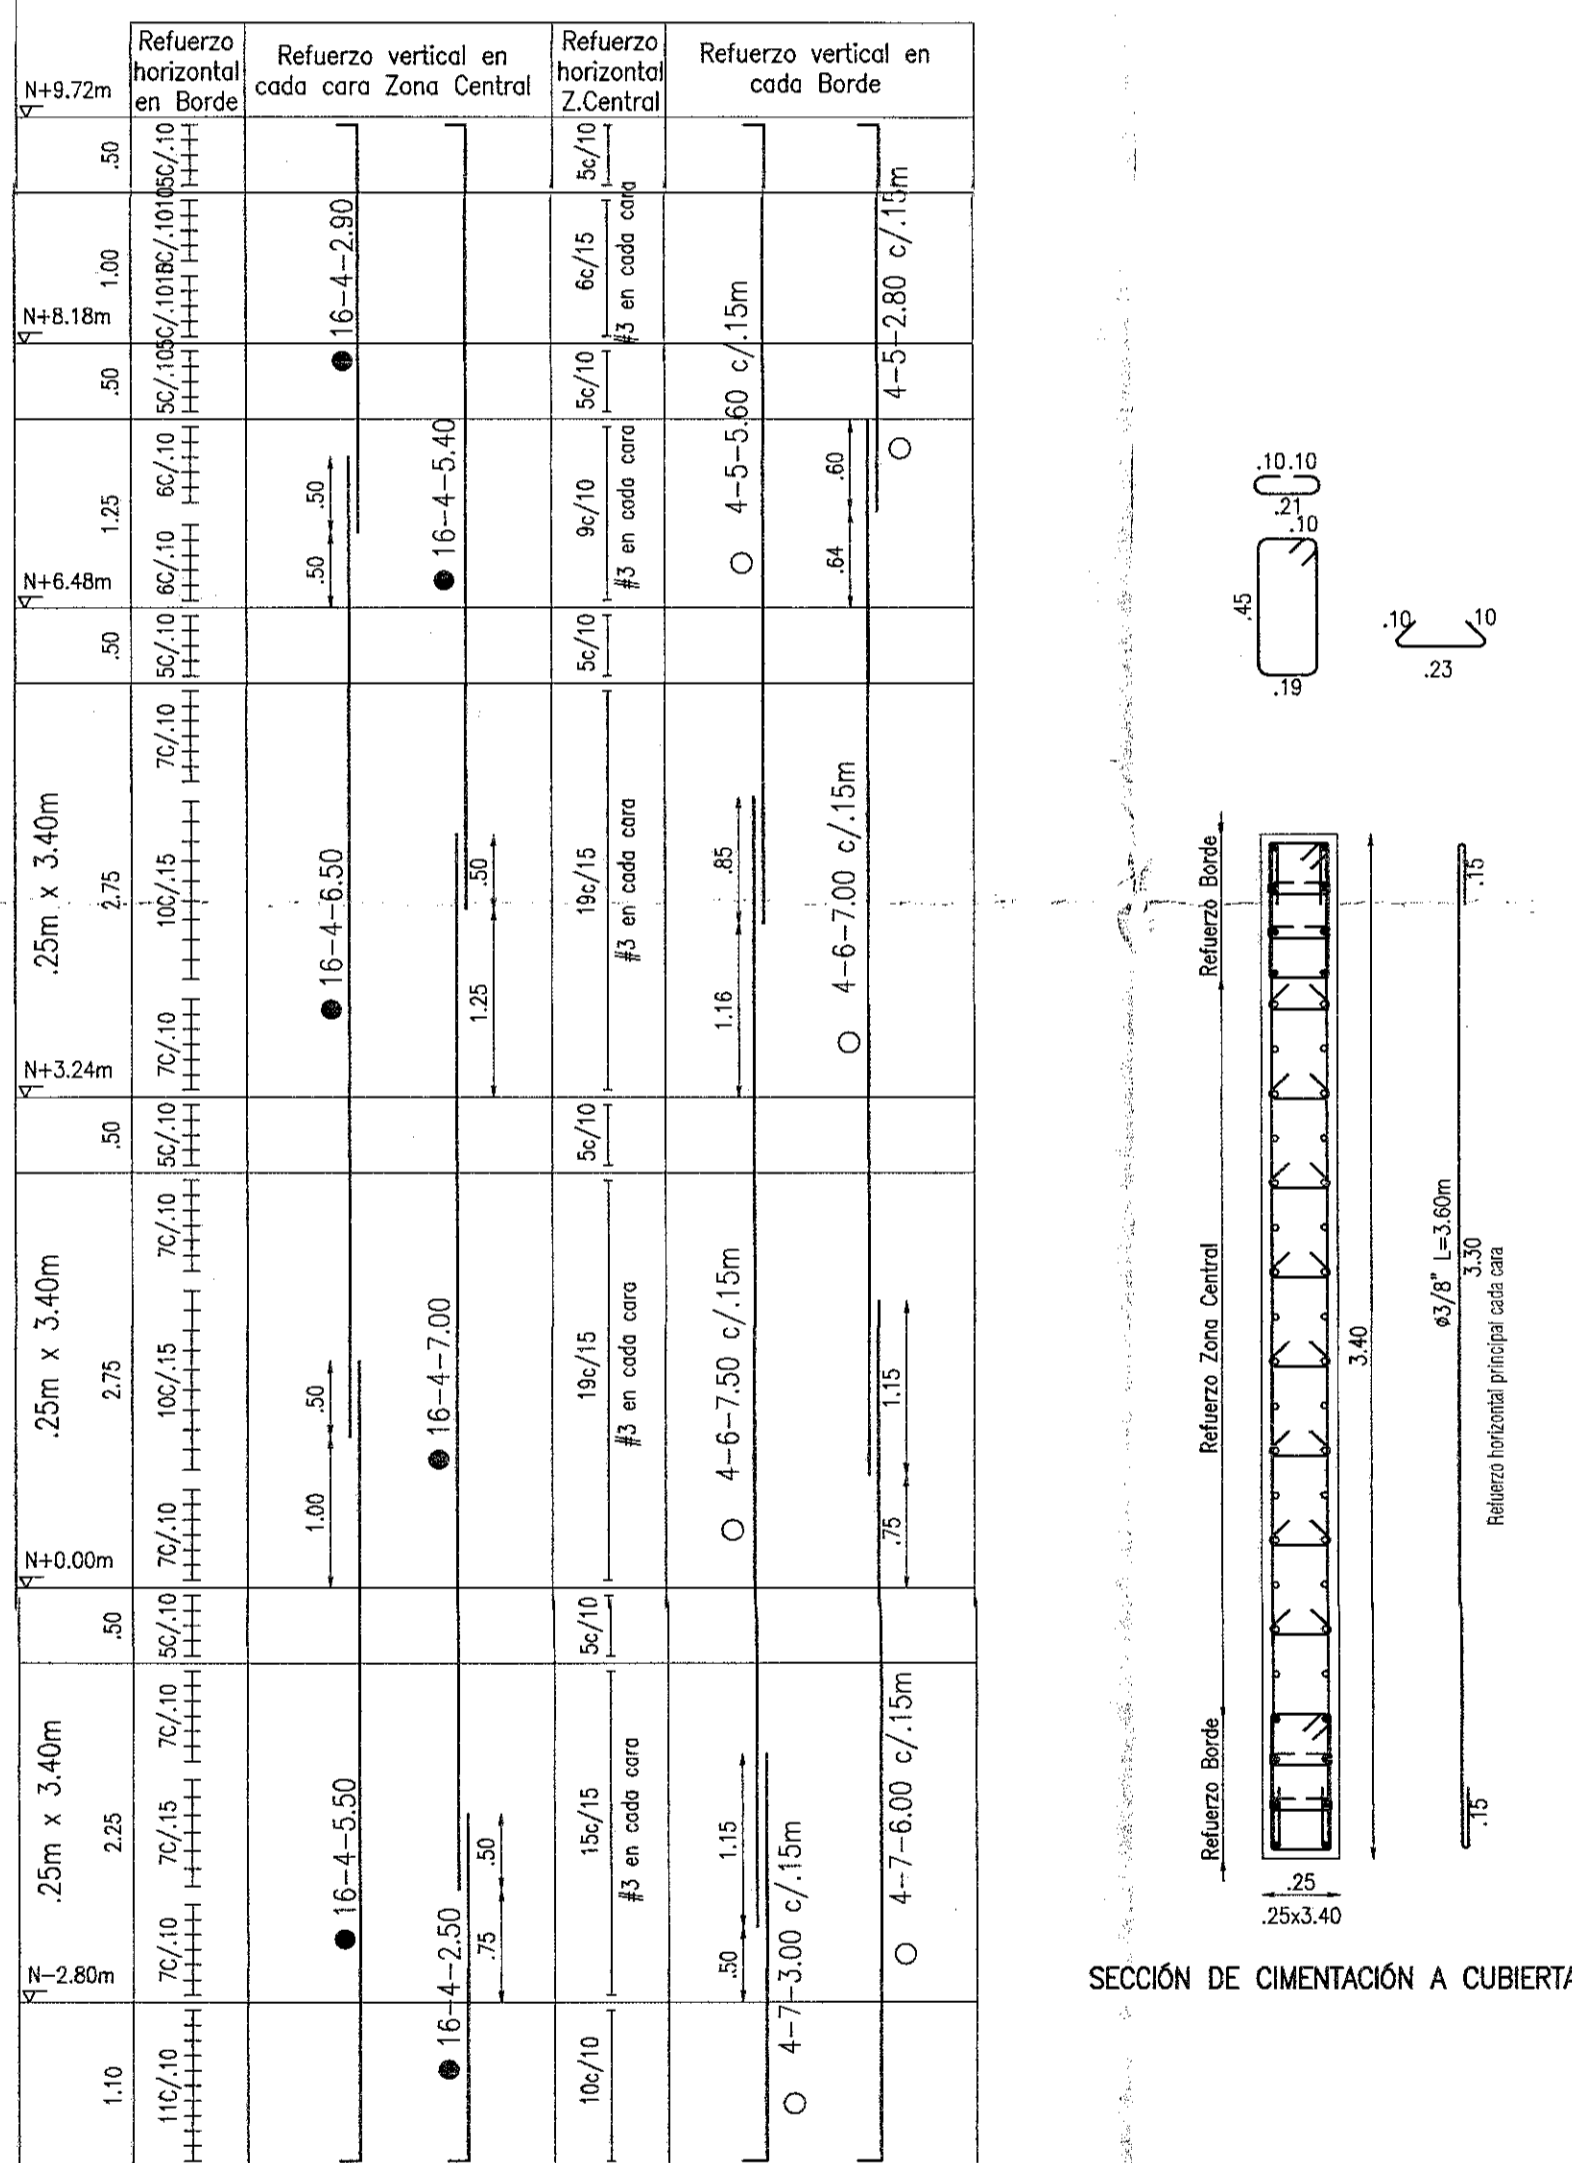 Refuerzo horizontal en Borde
Refuerzo vertical en cada cara Zona Central
Refuerzo horizontal Z.Central
Refuerzo vertical en cada Borde
N+9.72m
.50
5c/10
1.00
16-4-2.90
6c/15
#3 en cada cara
4-5-2.80 c/.15m
N+8.18m
.50
5C/.10
5c/10
4-5-5.60 c/.15m
1.25
6C/.10
6C/.10
.50
.50
16-4-5.40
9c/10
#3 en cada cara
.60
.64
N+6.48m
.50
5C/.10
5c/10
.25m x 3.40m
2.75
7C/.10
10C/.15
7C/.10
16-4-6.50
.50
1.25
19c/15
#3 en cada cara
.85
1.16
4-6-7.00 c/.15m
N+3.24m
.50
5C/.10
5c/10
.25m x 3.40m
2.75
7C/.10
10C/.15
7C/.10
.50
1.00
16-4-7.00
19c/15
#3 en cada cara
4-6-7.50 c/.15m
1.15
.75
N+0.00m
.50
5C/.10
5c/10
.25m x 3.40m
2.25
7C/.10
7C/.15
7C/.10
16-4-5.50
16-4-2.50
.50
.75
15c/15
#3 en cada cara
1.15
.50
4-7-3.00 c/.15m
4-7-6.00 c/.15m
N-2.80m
1.10
11C/.10
10c/10
.10.10
.21
.10
.45
.19
.10
10
.23
Refuerzo Borde
Refuerzo Zona Central
Refuerzo Borde
3.40
.15
ø3/8" L=3.60m
3.30
Refuerzo horizontal principal cada cara
.15
.25
.25x3.40
SECCIÓN DE CIMENTACIÓN A CUBIERTA